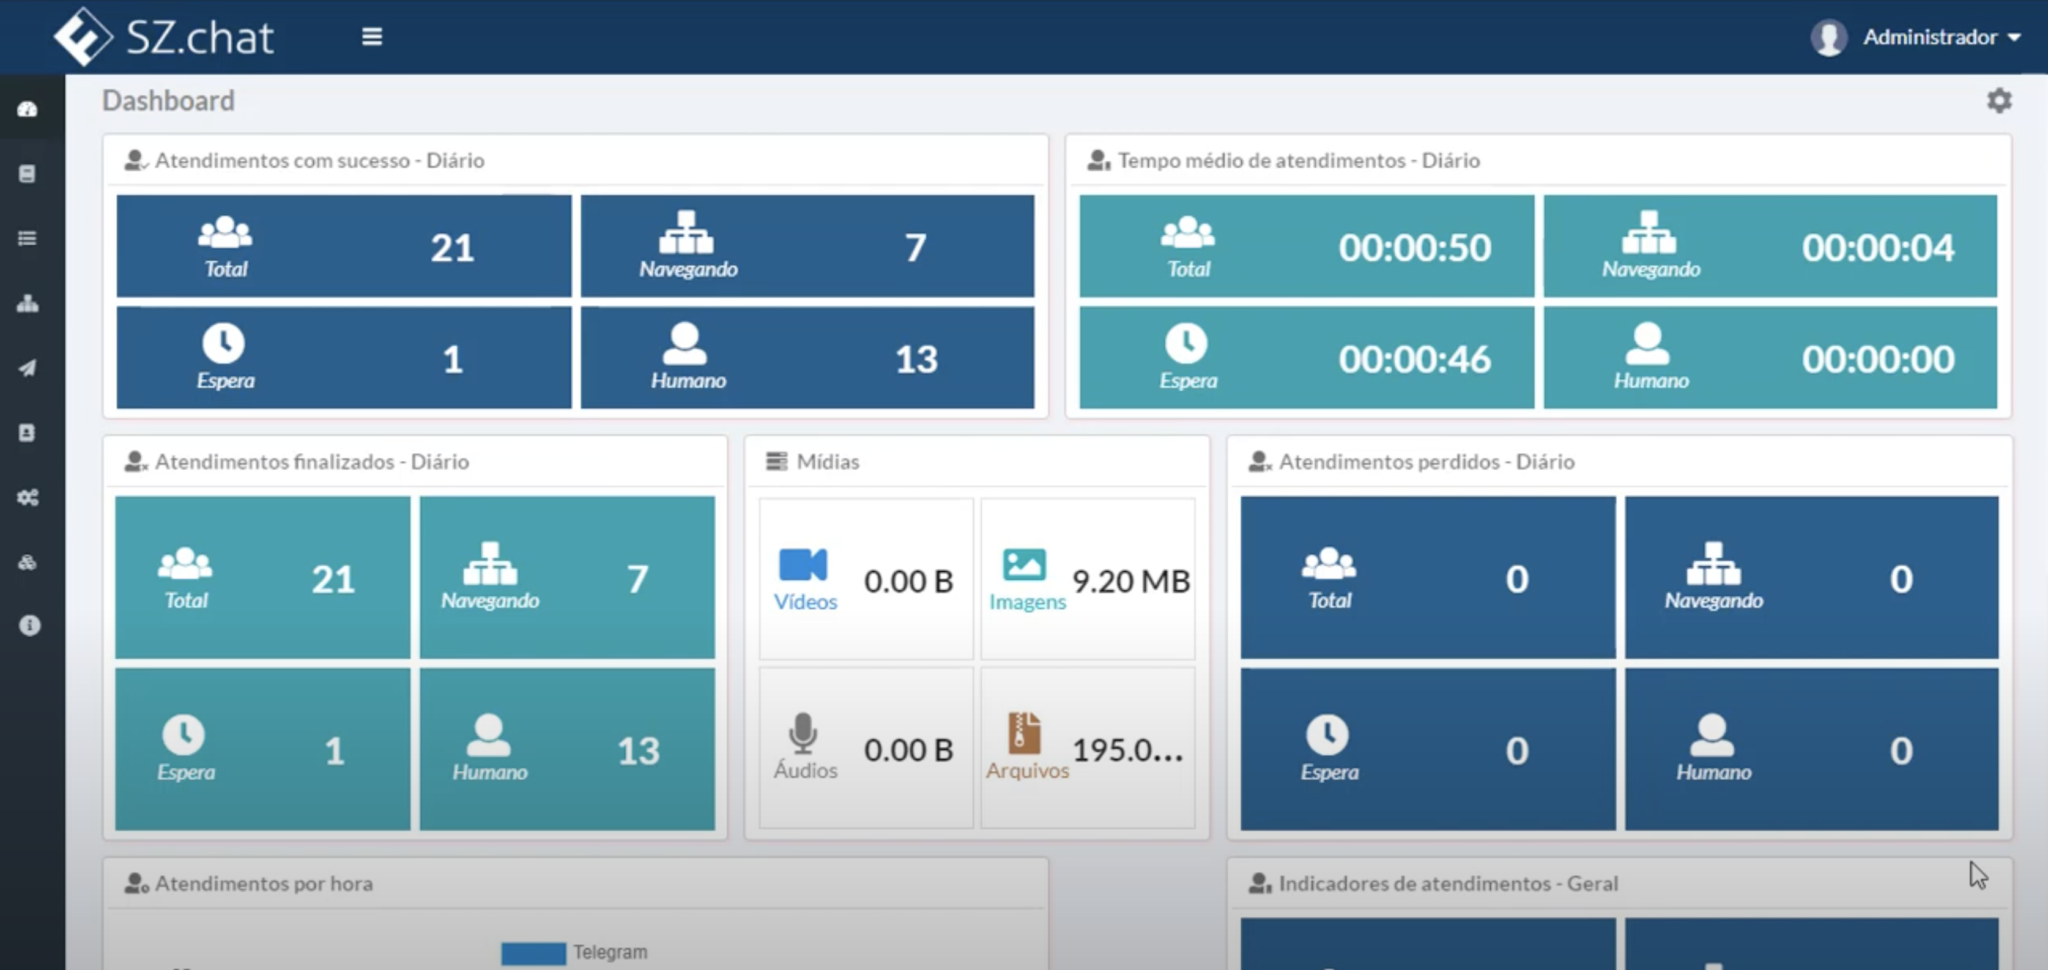 SZ.chat
Administrador
Dashboard
Atendimentos com sucesso - Diário
Total 21
Navegando 7
Espera 1
Humano 13
Tempo médio de atendimentos - Diário
Total 00:00:50
Navegando 00:00:04
Espera 00:00:46
Humano 00:00:00
Atendimentos finalizados - Diário
Total 21
Navegando 7
Espera 1
Humano 13
Mídias
Vídeos 0.00 B
Imagens 9.20 MB
Áudios 0.00 B
Arquivos 195.0...
Atendimentos perdidos - Diário
Total 0
Navegando 0
Espera 0
Humano 0
Atendimentos por hora
Telegram
Indicadores de atendimentos - Geral